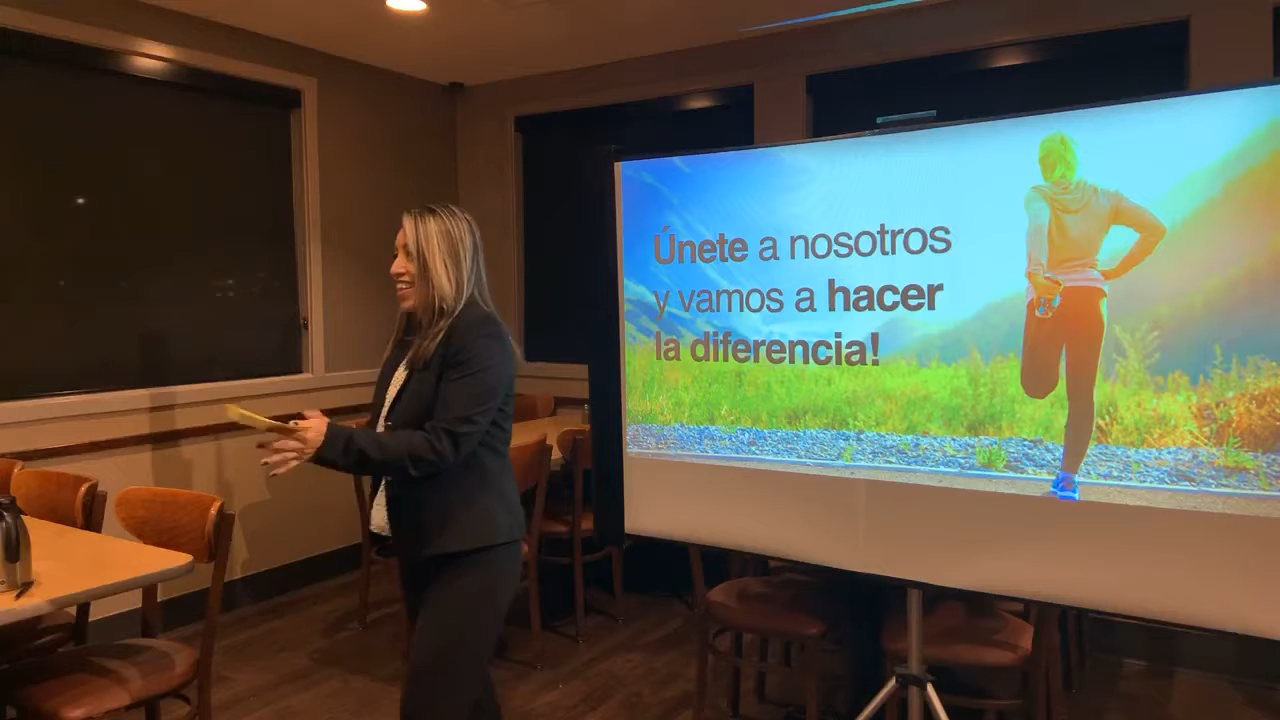 Únete a nosotros
y vamos a hacer
la diferencia!